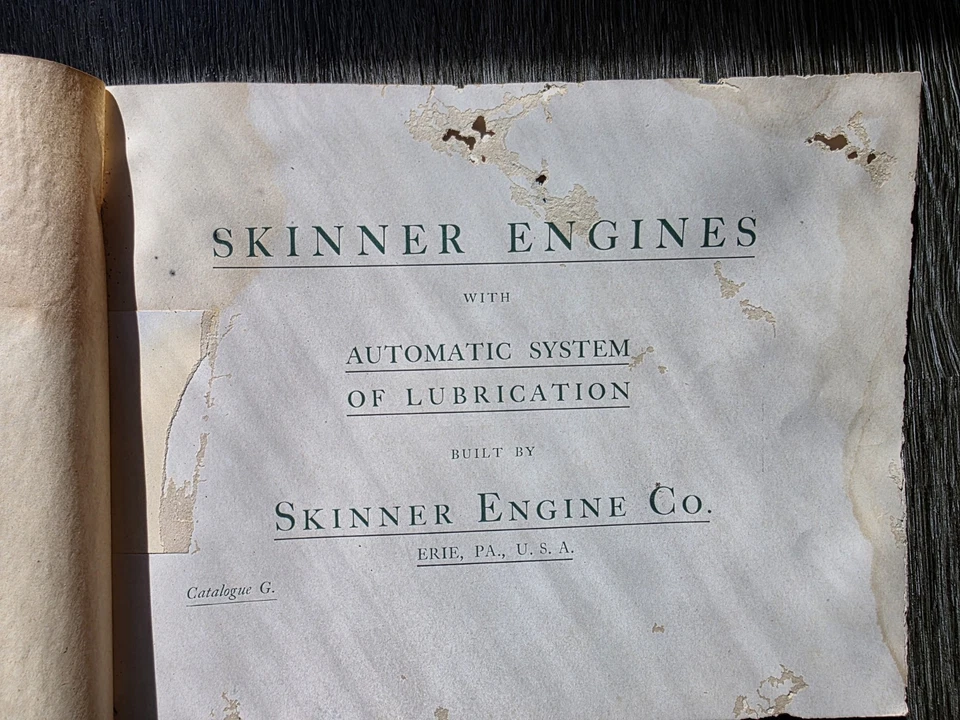 SKINNER ENGINES
WITH
AUTOMATIC SYSTEM
OF LUBRICATION
BUILT BY
SKINNER ENGINE CO.
ERIE, PA., U. S. A.
Catalogue G.